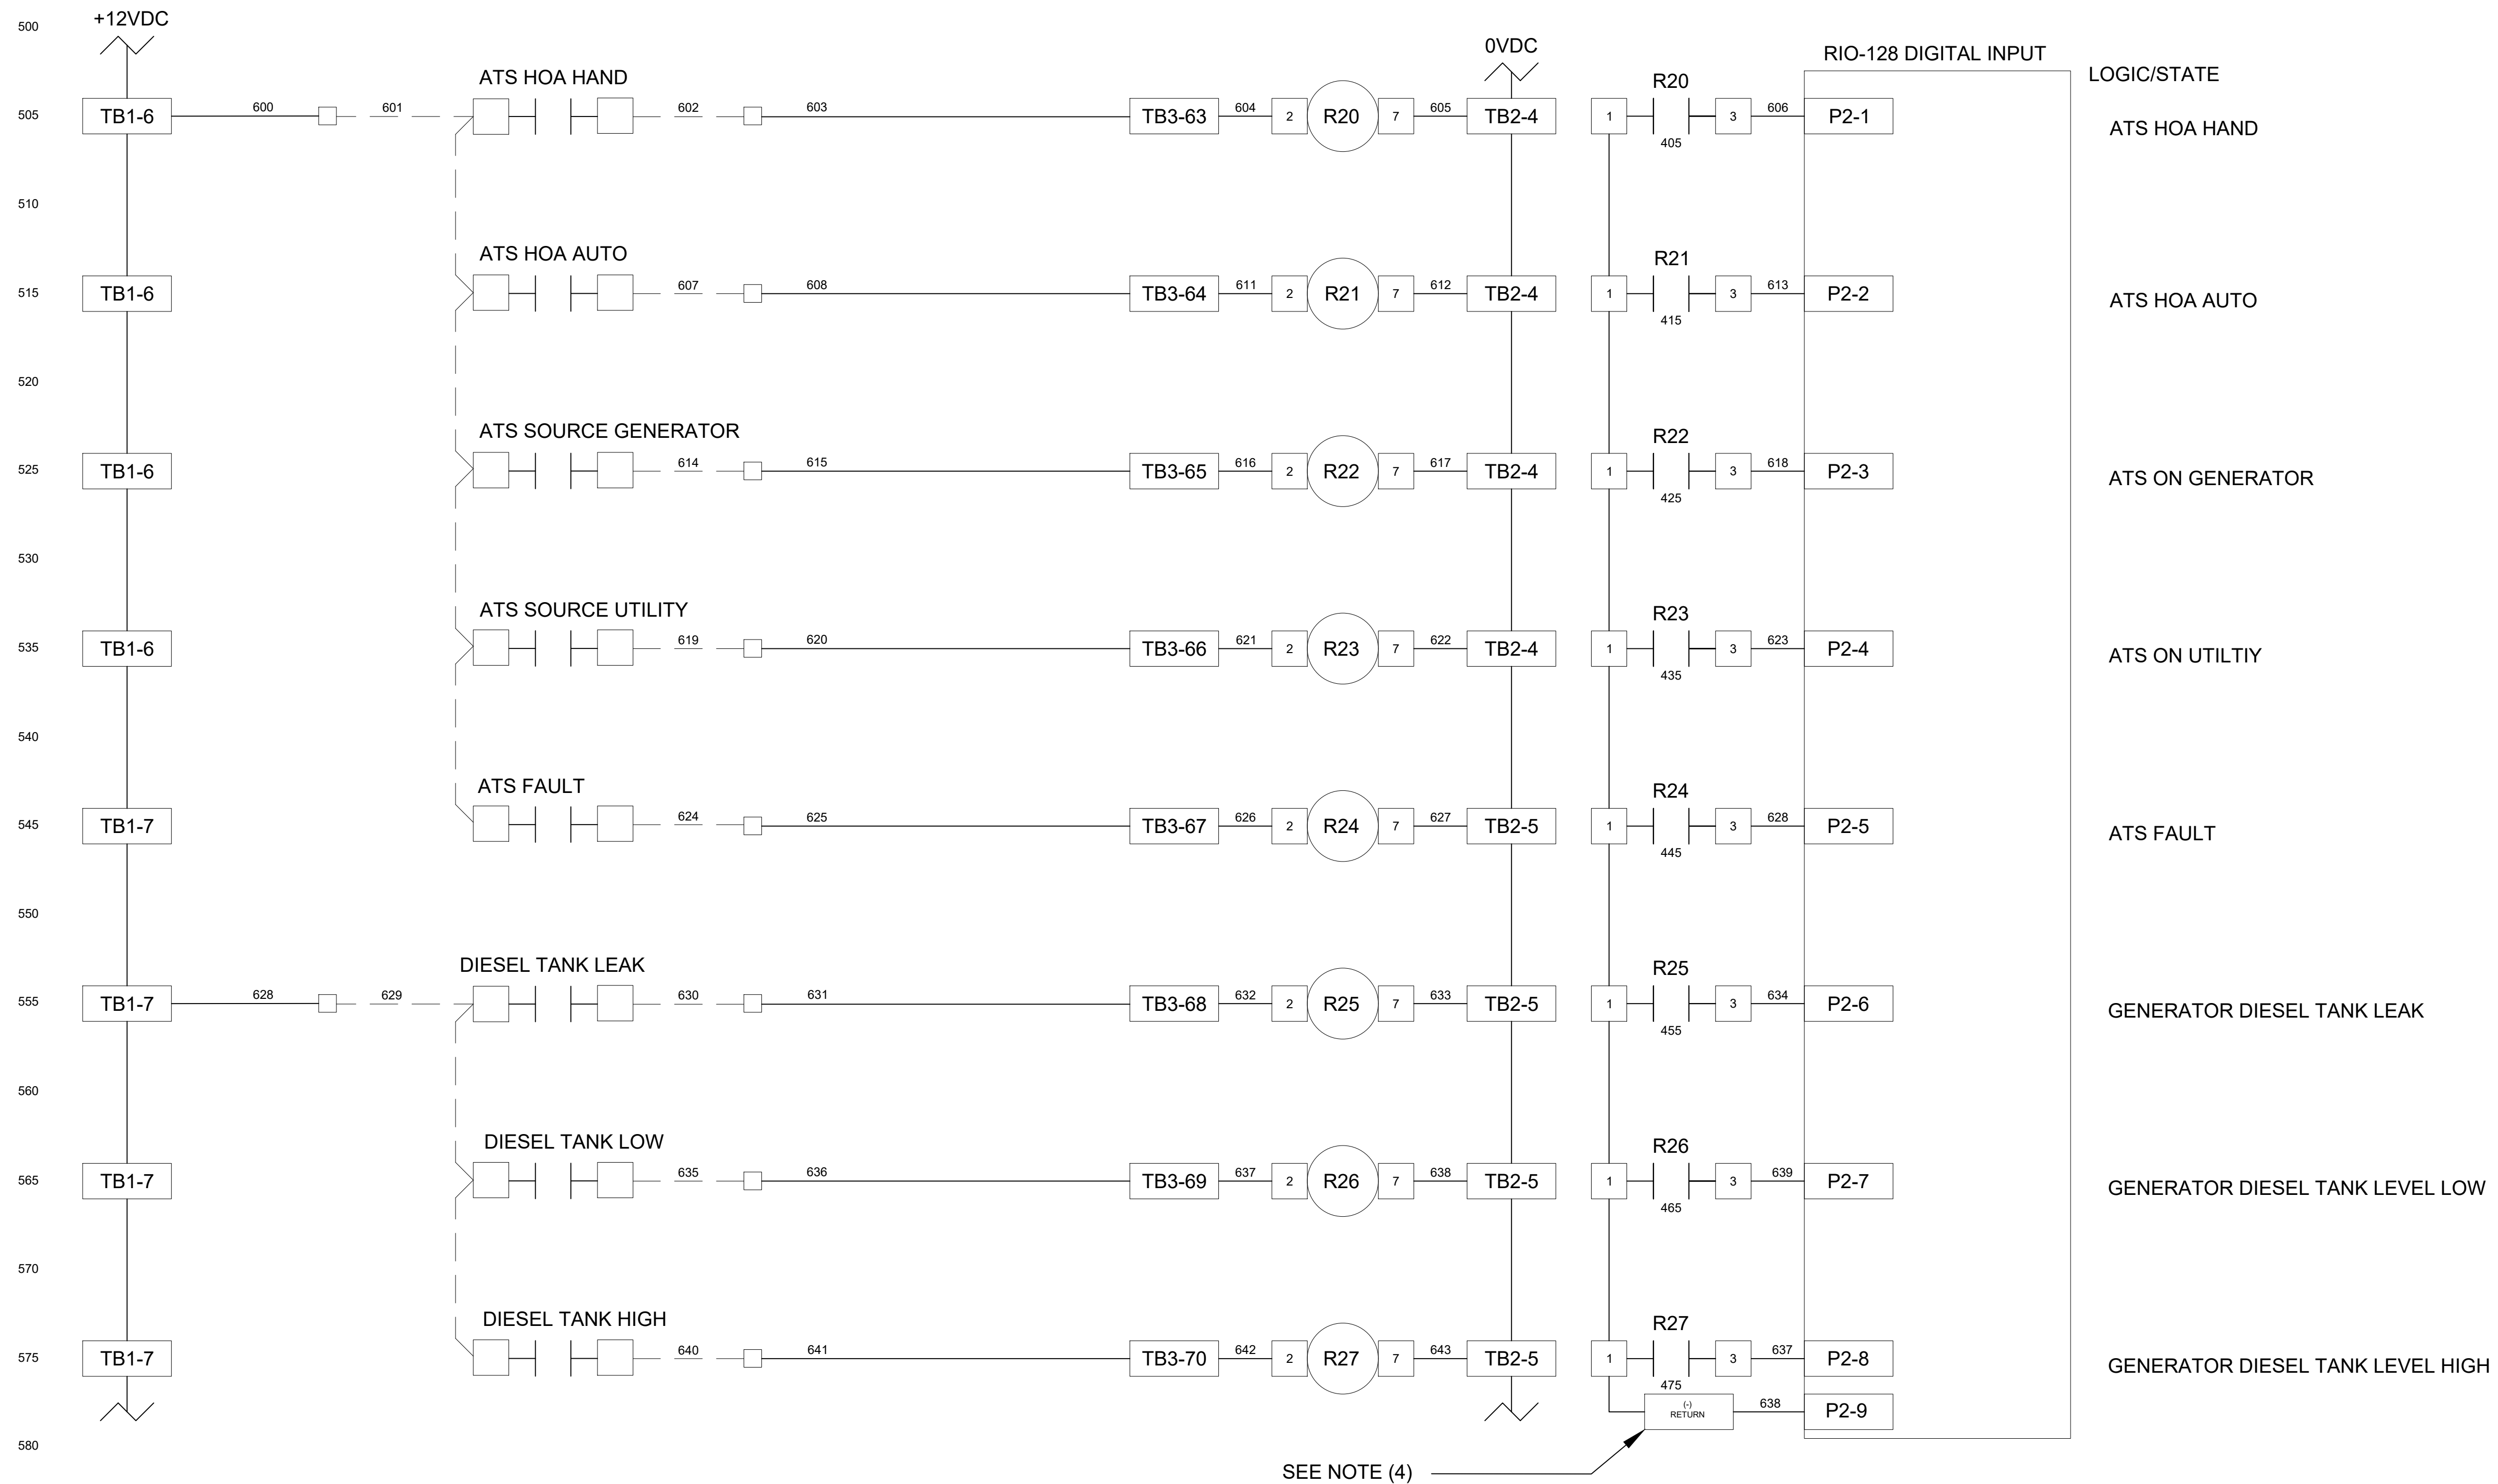 500
+12VDC
0VDC
RIO-128 DIGITAL INPUT
LOGIC/STATE
ATS HOA HAND
R20
505
TB1-6
600
601
602
603
TB3-63
604
2
R20
7
605
TB2-4
1
405
3
606
P2-1
ATS HOA HAND
510
ATS HOA AUTO
R21
515
TB1-6
607
608
TB3-64
611
2
R21
7
612
TB2-4
1
415
3
613
P2-2
ATS HOA AUTO
520
ATS SOURCE GENERATOR
R22
525
TB1-6
614
615
TB3-65
616
2
R22
7
617
TB2-4
1
425
3
618
P2-3
ATS ON GENERATOR
530
ATS SOURCE UTILITY
R23
535
TB1-6
619
620
TB3-66
621
2
R23
7
622
TB2-4
1
435
3
623
P2-4
ATS ON UTILTIY
540
ATS FAULT
R24
545
TB1-7
624
625
TB3-67
626
2
R24
7
627
TB2-5
1
445
3
628
P2-5
ATS FAULT
550
DIESEL TANK LEAK
R25
555
TB1-7
628
629
630
631
TB3-68
632
2
R25
7
633
TB2-5
1
455
3
634
P2-6
GENERATOR DIESEL TANK LEAK
560
DIESEL TANK LOW
R26
565
TB1-7
635
636
TB3-69
637
2
R26
7
638
TB2-5
1
465
3
639
P2-7
GENERATOR DIESEL TANK LEVEL LOW
570
DIESEL TANK HIGH
R27
575
TB1-7
640
641
TB3-70
642
2
R27
7
643
TB2-5
1
475
3
637
P2-8
GENERATOR DIESEL TANK LEVEL HIGH
(-)
RETURN
638
P2-9
580
SEE NOTE (4)